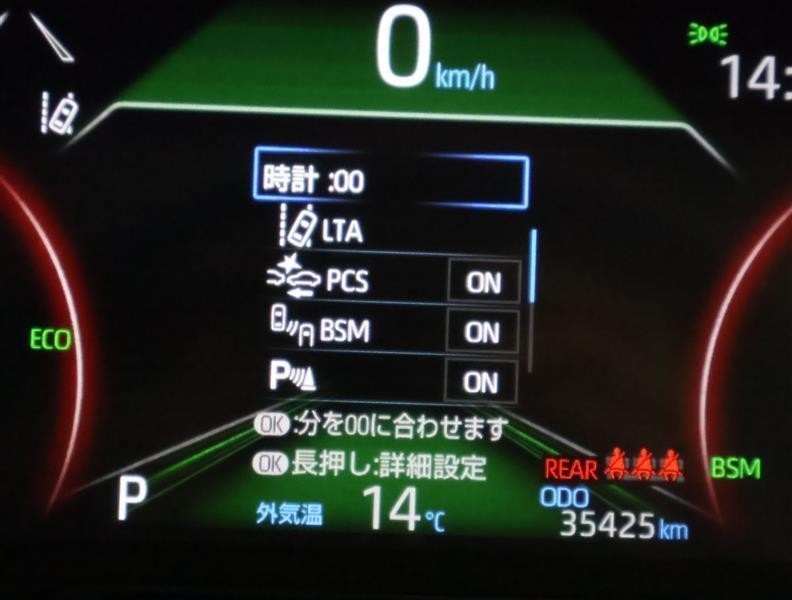 0 km/h
14:
時計 :00
LTA
PCS ON
BSM ON
P ON
ECO
OK :分を00に合わせます
OK 長押し:詳細設定
REAR
BSM
P
外気温 14℃
ODO
35425 km